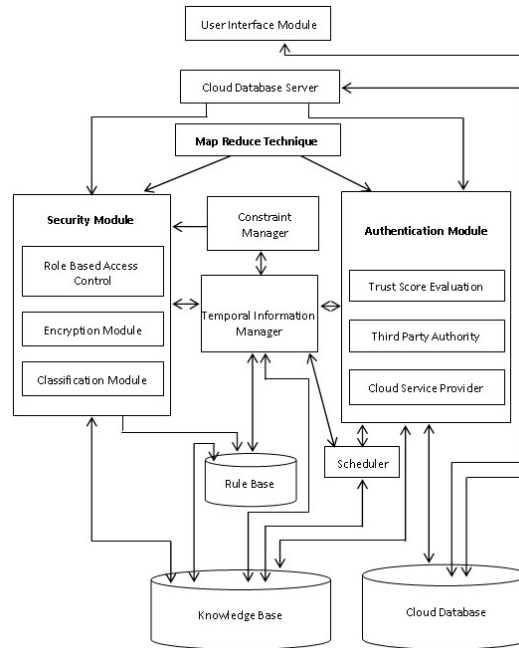 User Interface Module
Cloud Database Server
Map Reduce Technique
Security Module
Role Based Access
Control
Encryption Module
Classification Module
Constraint
Manager
Temporal Information
Manager
Authentication Module
Trust Score Evaluation
Third Party Authority
Cloud Service Provider
Scheduler
Rule Base
Knowledge Base
Cloud Database